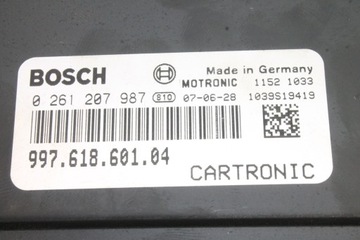 BOSCH Made in Germany
MOTRONIC 1152 1033
0 261 207 987 S10 07-06-28 1039S19419
997.618.601.04
CARTRONIC